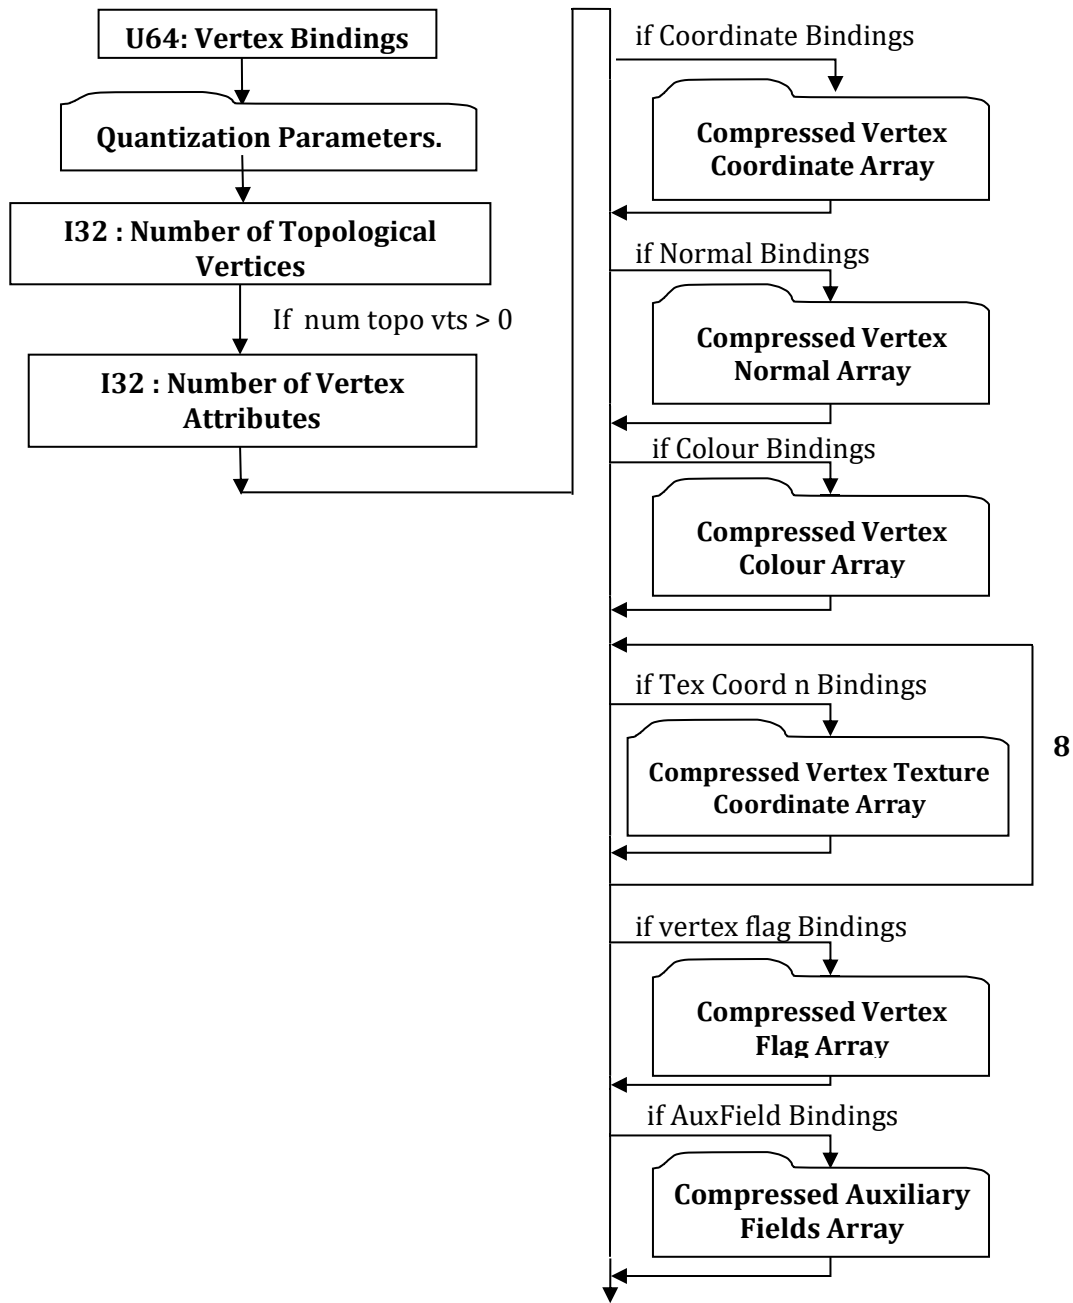 U64: Vertex Bindings
Quantization Parameters.
I32 : Number of Topological
Vertices
If num topo vts > 0
I32 : Number of Vertex
Attributes
if Coordinate Bindings
Compressed Vertex
Coordinate Array
if Normal Bindings
Compressed Vertex
Normal Array
if Colour Bindings
Compressed Vertex
Colour Array
if Tex Coord n Bindings
Compressed Vertex Texture
Coordinate Array
8
if vertex flag Bindings
Compressed Vertex
Flag Array
if AuxField Bindings
Compressed Auxiliary
Fields Array